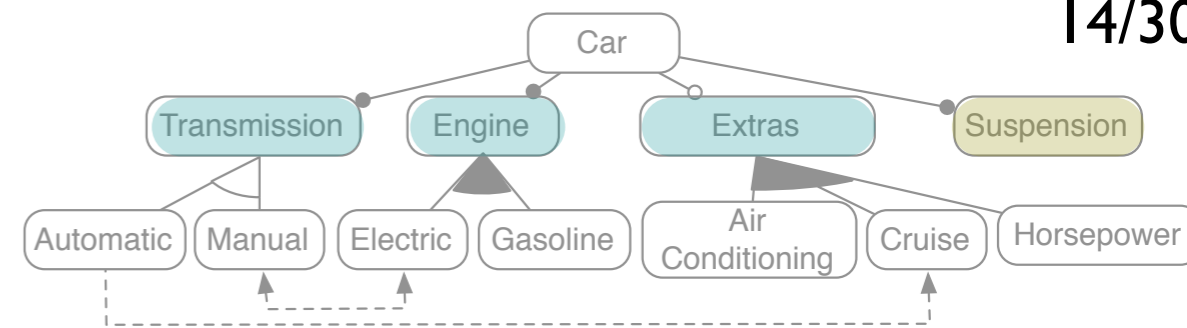 14/30
Car
Transmission
Engine
Extras
Suspension
Automatic
Manual
Electric
Gasoline
Air
Conditioning
Cruise
Horsepower